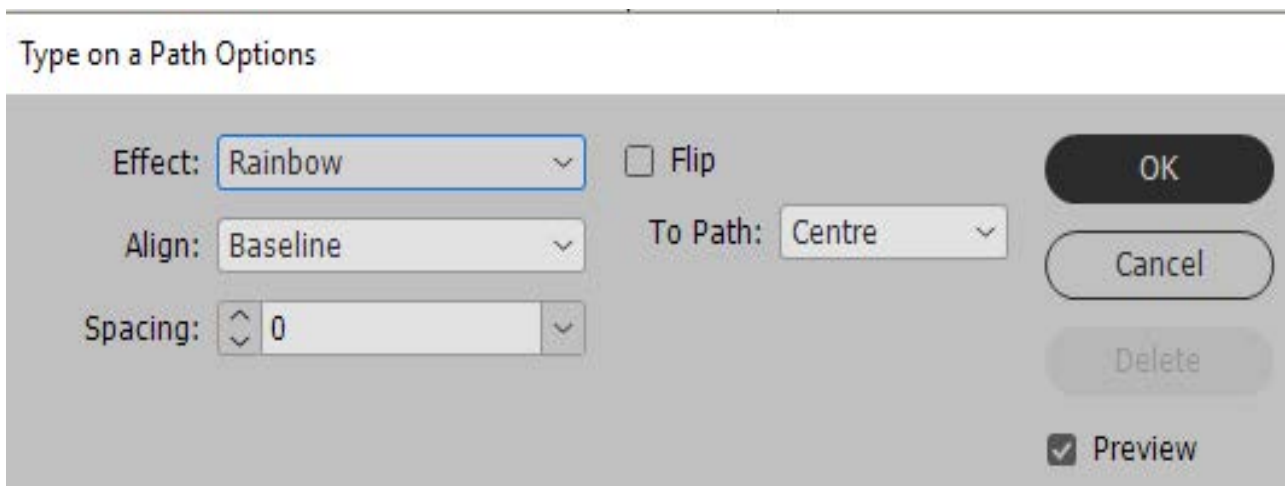 Type on a Path Options
Effect: Rainbow Flip OK
Align: Baseline To Path: Centre Cancel
Spacing: 0 Delete
Preview